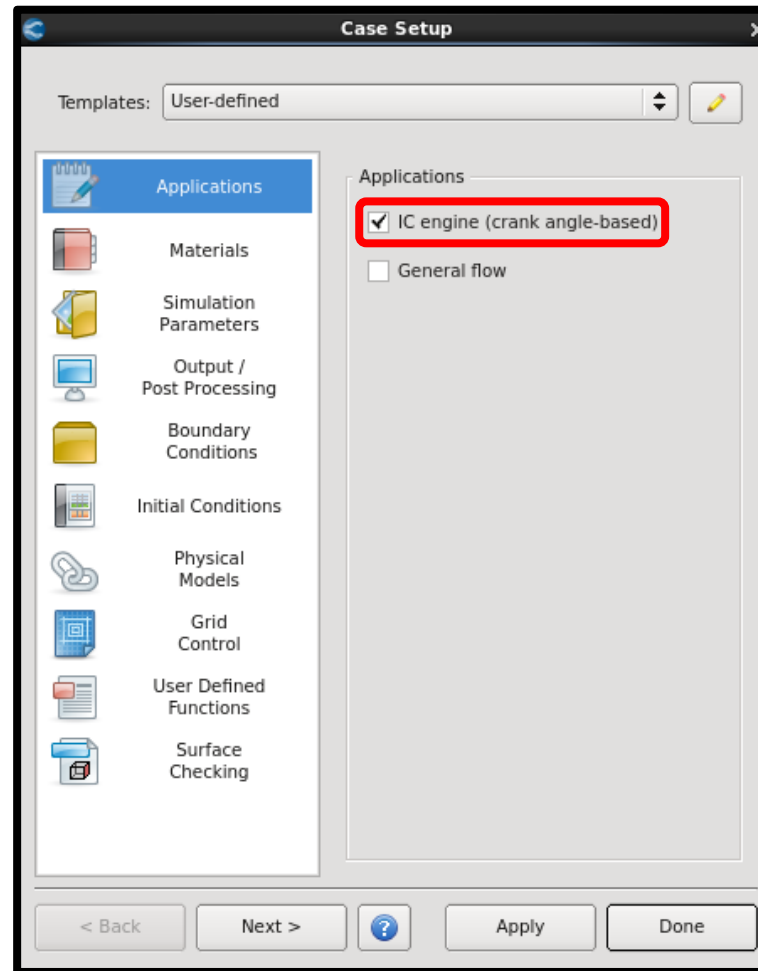 Case Setup
Templates:
User-defined
Applications
Materials
Simulation
Parameters
Output /
Post Processing
Boundary
Conditions
Initial Conditions
Physical
Models
Grid
Control
User Defined
Functions
Surface
Checking
Applications
IC engine (crank angle-based)
General flow
< Back
Next >
?
Apply
Done